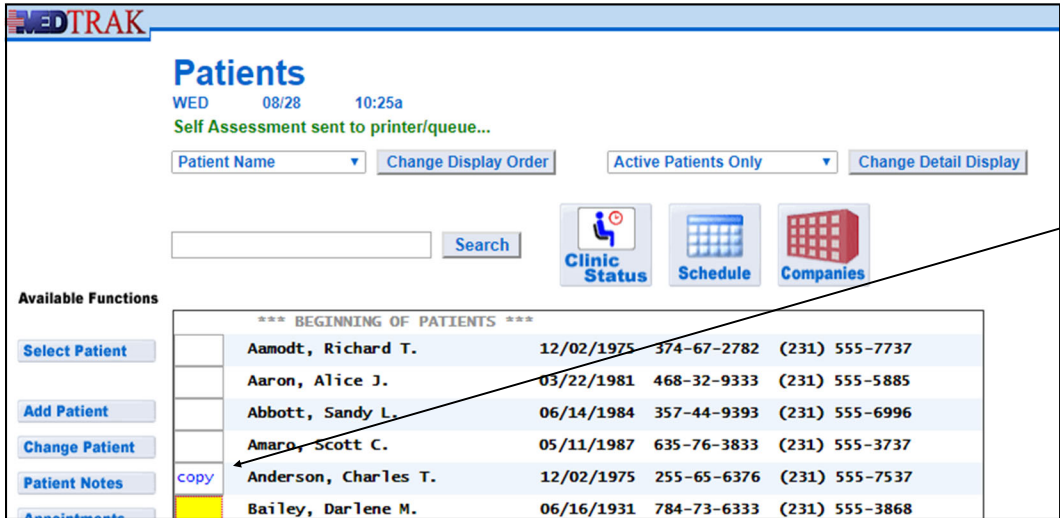 MEDTRAK
Patients
WED 08/28 10:25a
Self Assessment sent to printer/queue...
Patient Name Change Display Order Active Patients Only Change Detail Display
Search
Clinic Status
Schedule
Companies
Available Functions
*** BEGINNING OF PATIENTS ***
Select Patient
Aamodt, Richard T. 12/02/1975 374-67-2782 (231) 555-7737
Aaron, Alice J. 03/22/1981 468-32-9333 (231) 555-5885
Add Patient
Abbott, Sandy L. 06/14/1984 357-44-9393 (231) 555-6996
Change Patient
Amaro, Scott C. 05/11/1987 635-76-3833 (231) 555-3737
Patient Notes
copy Anderson, Charles T. 12/02/1975 255-65-6376 (231) 555-7537
Appointments
Bailey, Darlene M. 06/16/1931 784-73-6333 (231) 555-3868